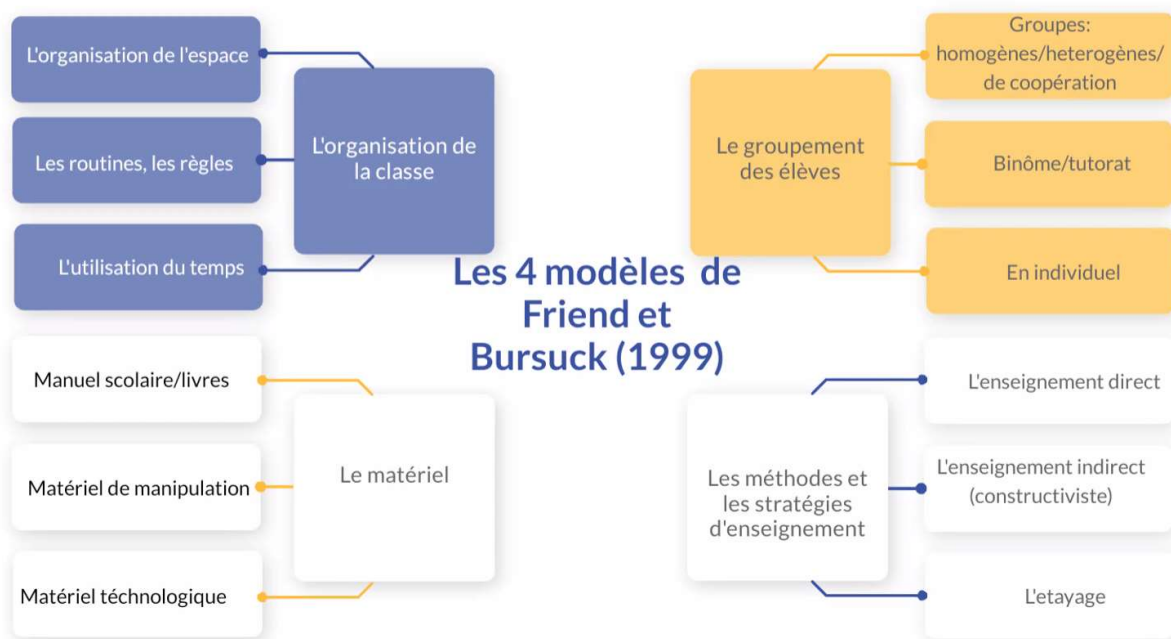 L'organisation de l'espace
Les routines, les règles
L'utilisation du temps
L'organisation de
la classe
Groupes:
homogènes/heterogènes/
de coopération
Binôme/tutorat
En individuel
Le groupement
des élèves
Les 4 modèles de
Friend et
Bursuck (1999)
Manuel scolaire/livres
Matériel de manipulation
Matériel téchnologique
Le matériel
Les méthodes et
les stratégies
d'enseignement
L'enseignement direct
L'enseignement indirect
(constructiviste)
L'etayage